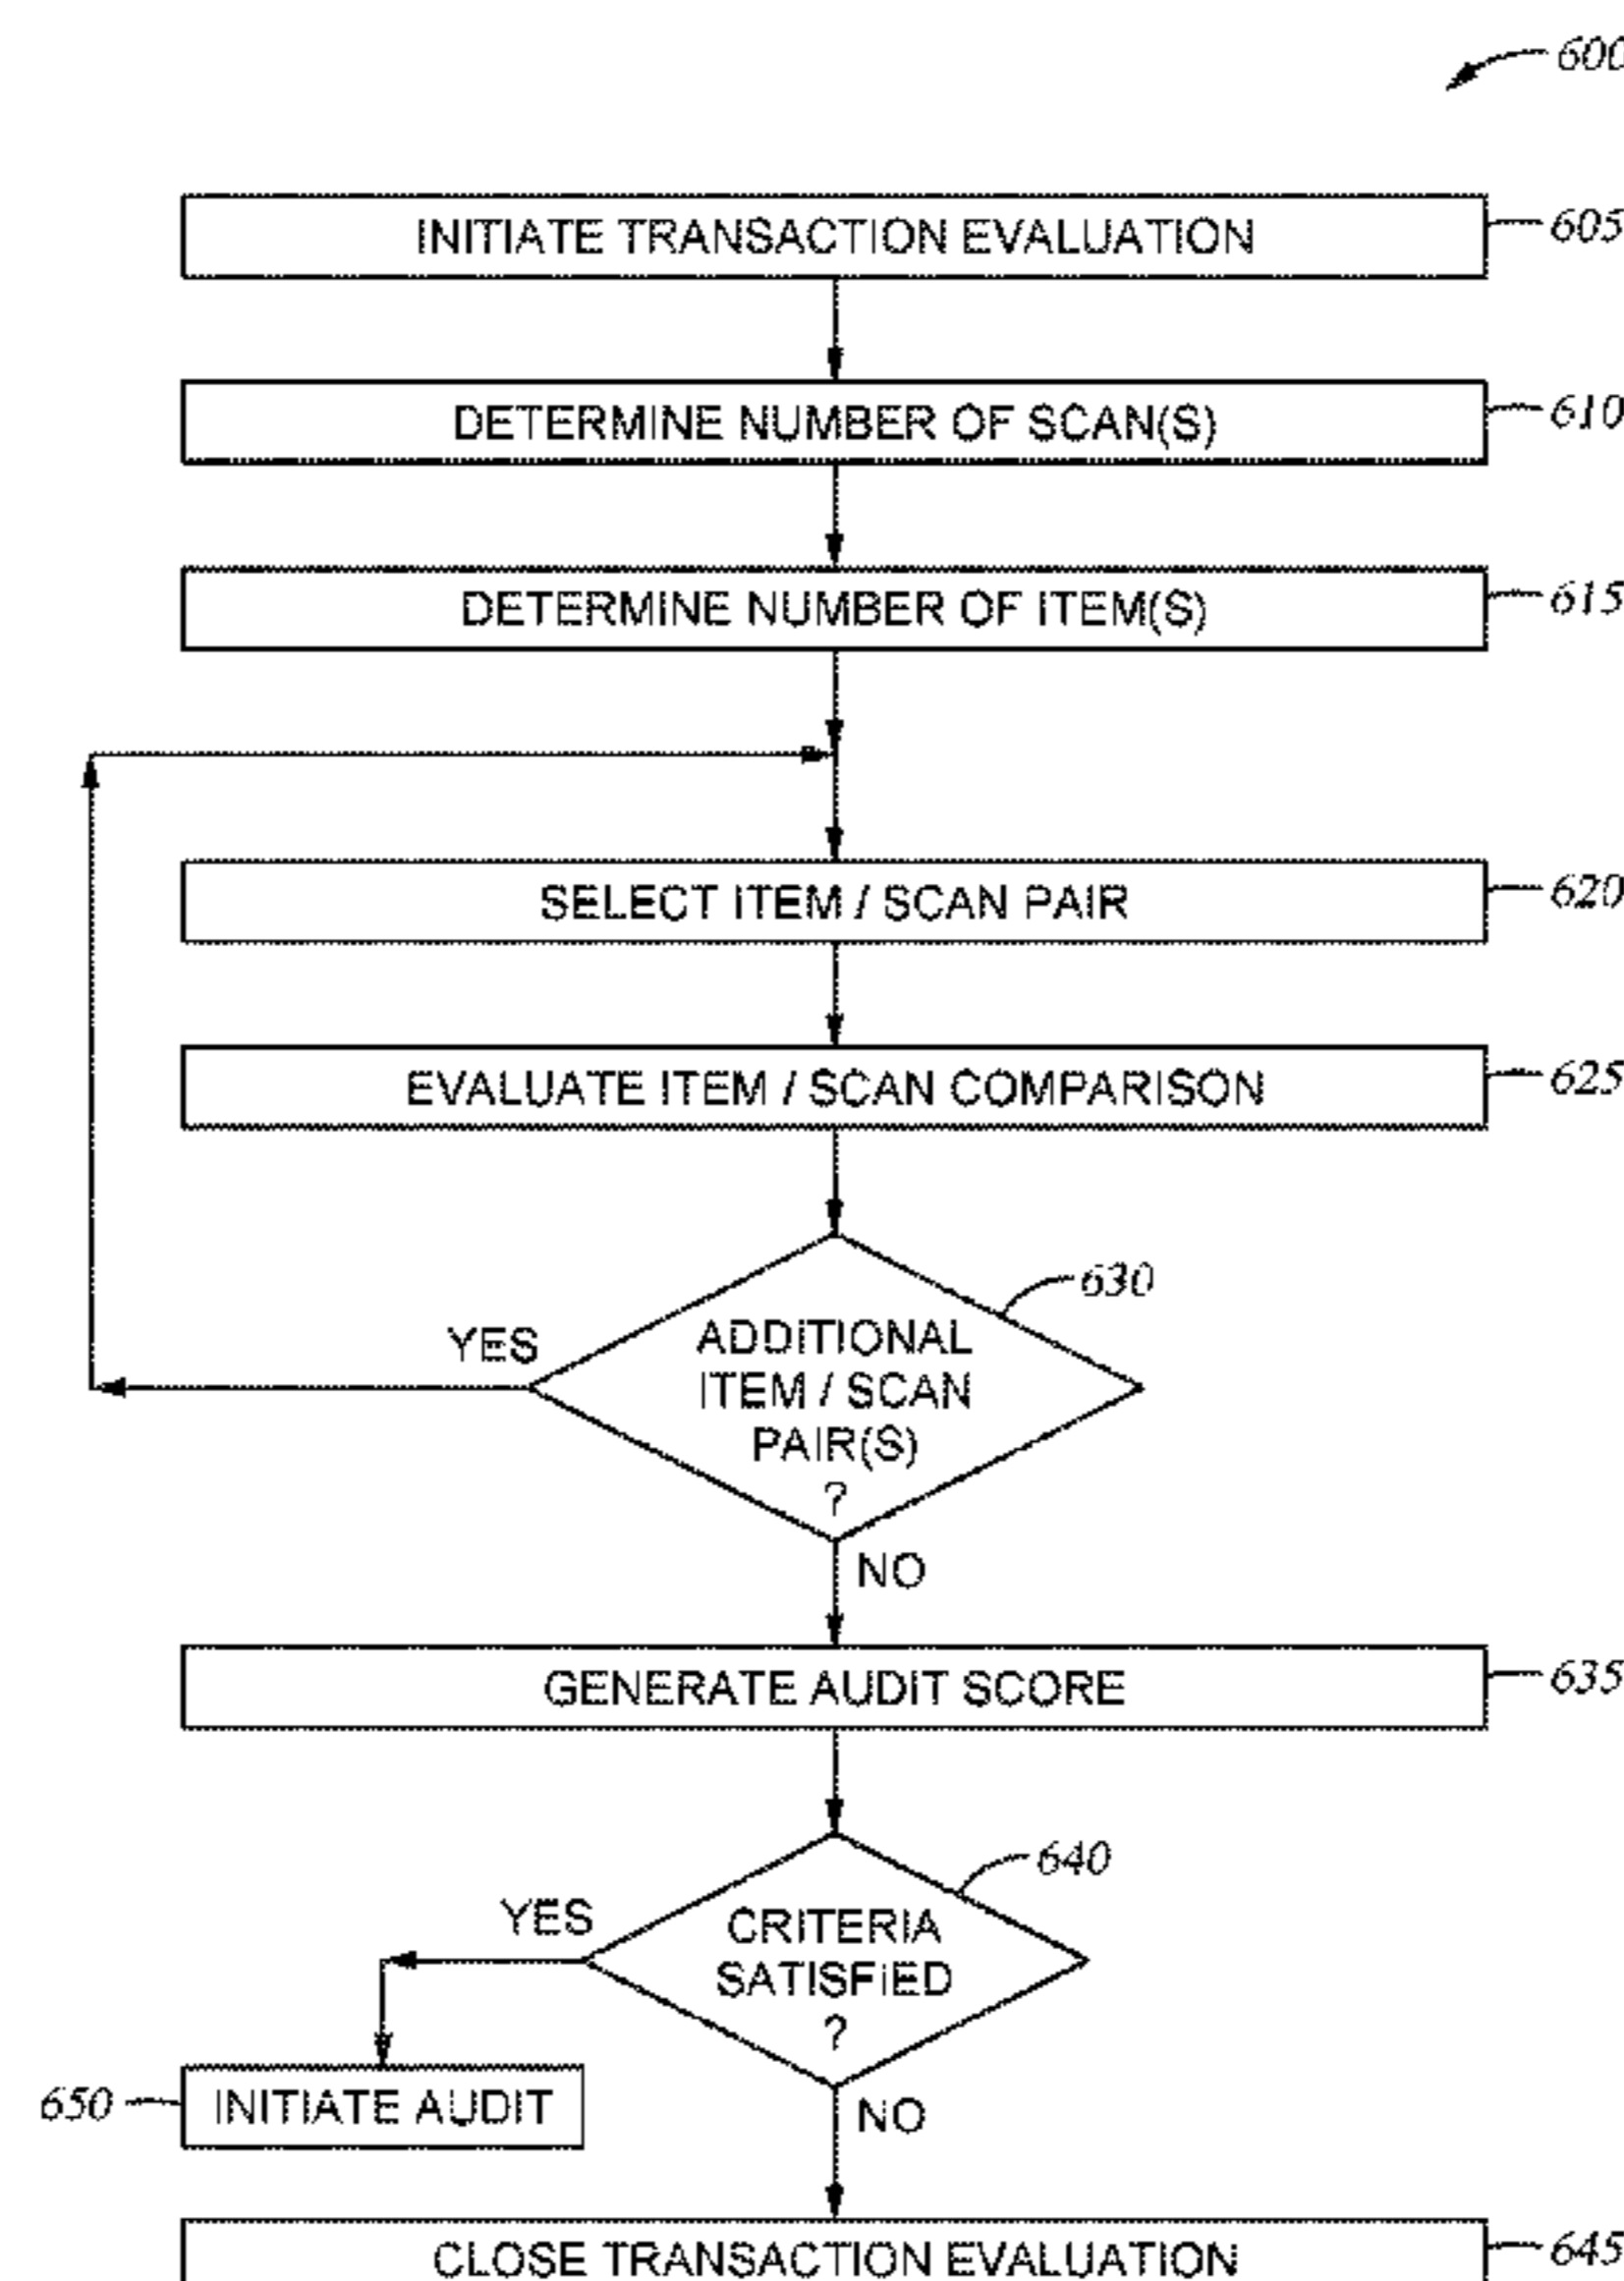 600
INITIATE TRANSACTION EVALUATION
605
DETERMINE NUMBER OF SCAN(S)
610
DETERMINE NUMBER OF ITEM(S)
615
SELECT ITEM / SCAN PAIR
620
EVALUATE ITEM / SCAN COMPARISON
625
630
YES
ADDITIONAL
ITEM / SCAN
PAIR(S)
?
NO
GENERATE AUDIT SCORE
635
640
YES
CRITERIA
SATISFIED
?
650
INITIATE AUDIT
NO
CLOSE TRANSACTION EVALUATION
645